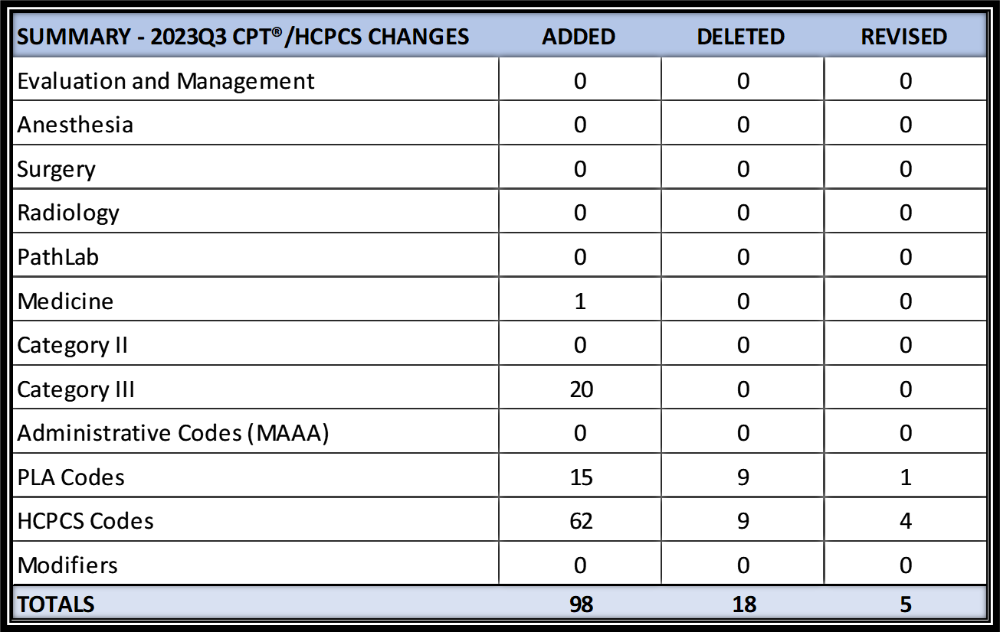 SUMMARY - 2023Q3 CPT®/HCPCS CHANGES ADDED DELETED REVISED
Evaluation and Management 0 0 0
Anesthesia 0 0 0
Surgery 0 0 0
Radiology 0 0 0
PathLab 0 0 0
Medicine 1 0 0
Category II 0 0 0
Category III 20 0 0
Administrative Codes (MAAA) 0 0 0
PLA Codes 15 9 1
HCPCS Codes 62 9 4
Modifiers 0 0 0
TOTALS 98 18 5